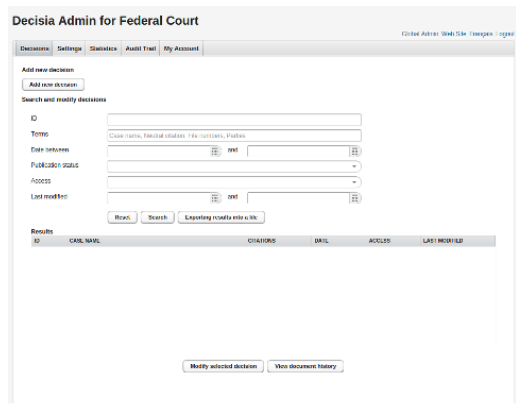 Decisia Admin for Federal Court
Global Admin Web Site Français Logout
Decisions Settings Statistics Audit Trail My Account
Add new decision
Add new decision
Search and modify decisions
ID
Terms Case name, Neutral citation, File numbers, Parties
Date between and
Publication status
Access
Last modified and
Reset Search Exporting results into a file
Results
ID CASE NAME CITATIONS DATE ACCESS LAST MODIFIED
Modify selected decision View document history